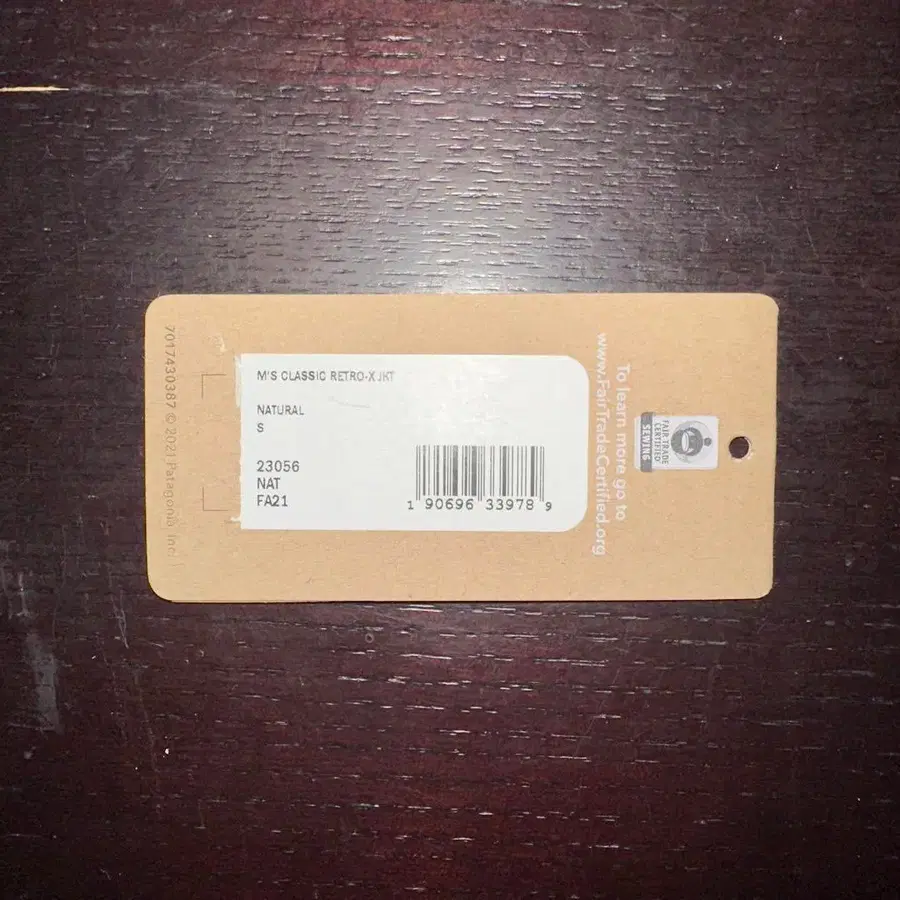 M'S CLASSIC RETRO-X JKT
NATURAL
S
23056
NAT
FA21
1 90696 33978 9
To learn more go to
www.FairTradeCertified.org
FAIR TRADE
CERTIFIED
SEWING
7017430387 © 2021 Patagonia, Inc.